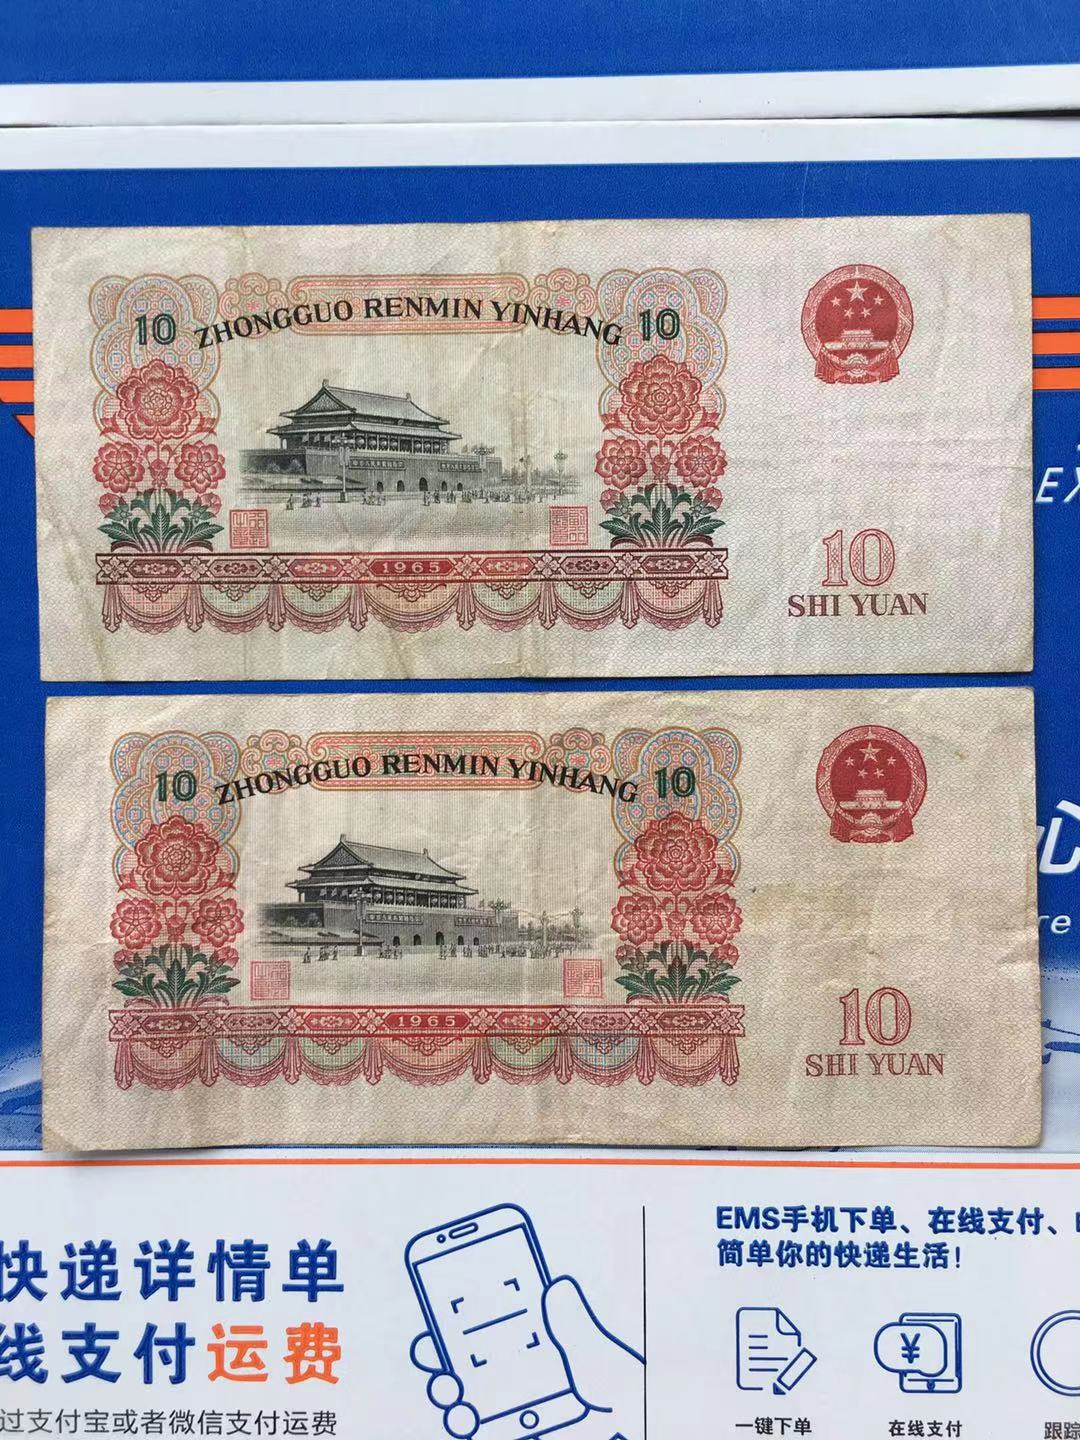 10 ZHONGGUO RENMIN YINHANG 10
1965
10
SHI YUAN
EX
10 ZHONGGUO RENMIN YINHANG 10
1965
10
SHI YUAN
心
re
快递详情单
线支付运费
过支付宝或者微信支付运费
EMS手机下单、在线支付、
简单你的快递生活!
¥
一键下单
在线支付
跟踪